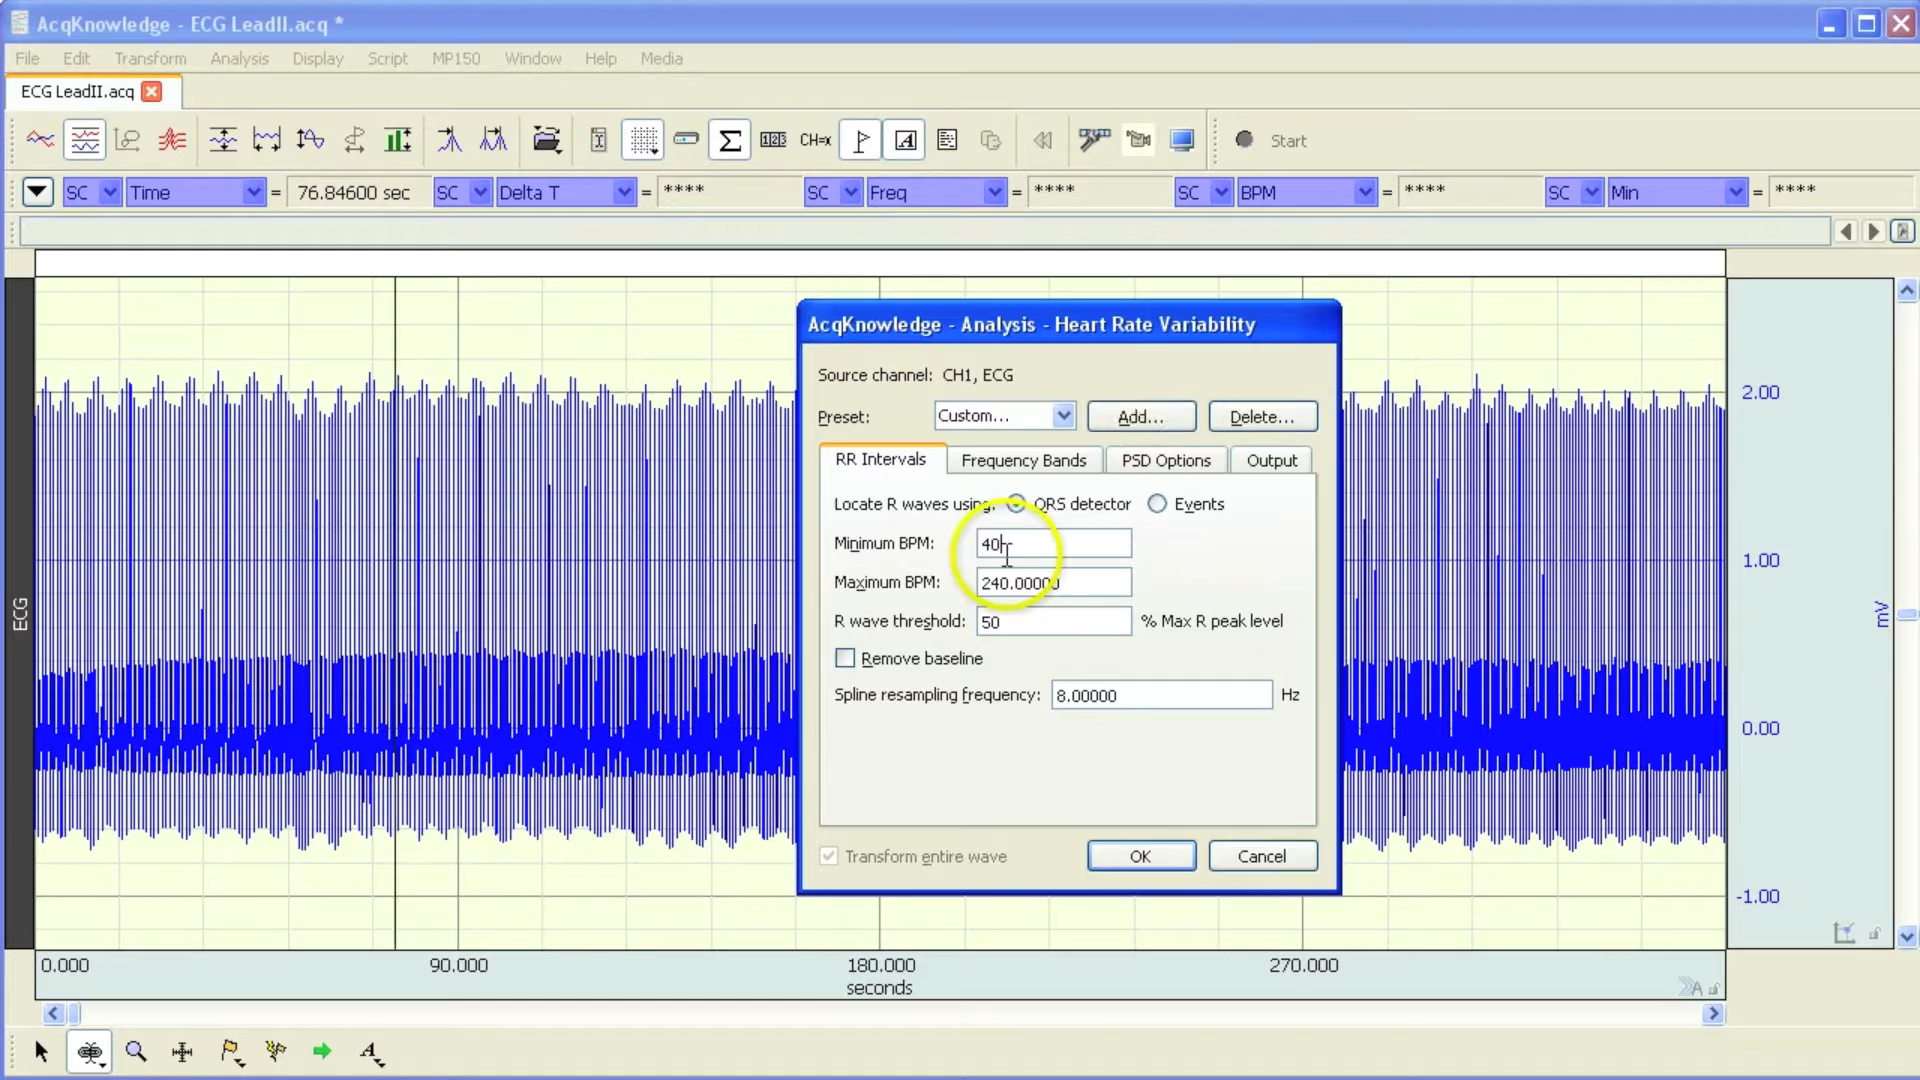 AcqKnowledge - ECG LeadII.acq *
File Edit Transform Analysis Display Script MP150 Window Help Media
ECG LeadII.acq
CH=x Start
SC Time = 76.84600 sec SC Delta T = **** SC Freq = **** SC BPM = **** SC Min = ****
AcqKnowledge - Analysis - Heart Rate Variability
Source channel: CH1, ECG
Preset: Custom... Add... Delete...
RR Intervals Frequency Bands PSD Options Output
Locate R waves using: QRS detector Events
Minimum BPM: 40
Maximum BPM: 240.00000
R wave threshold: 50 % Max R peak level
Remove baseline
Spline resampling frequency: 8.00000 Hz
Transform entire wave OK Cancel
ECG
2.00
1.00
0.00
-1.00
mV
0.000 90.000 180.000 270.000
seconds